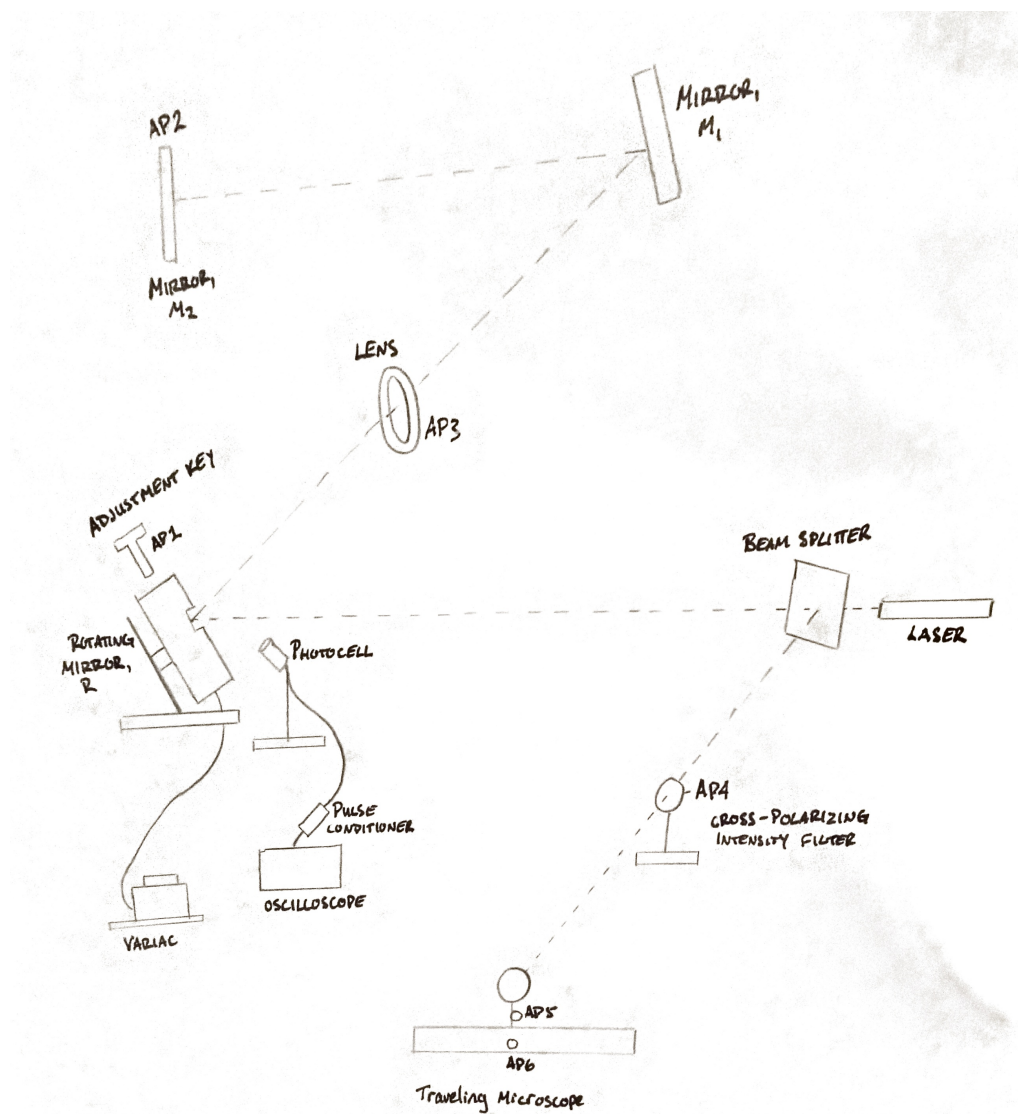 AP2
MIRROR,
M1
MIRROR,
M2
LENS
AP3
ADJUSTMENT KEY
AP1
BEAM SPLITTER
LASER
ROTATING
MIRROR,
R
PHOTOCELL
AP4
CROSS-POLARIZING
INTENSITY FILTER
PULSE
CONDITIONER
OSCILLOSCOPE
VARIAC
AP5
AP6
Traveling Microscope